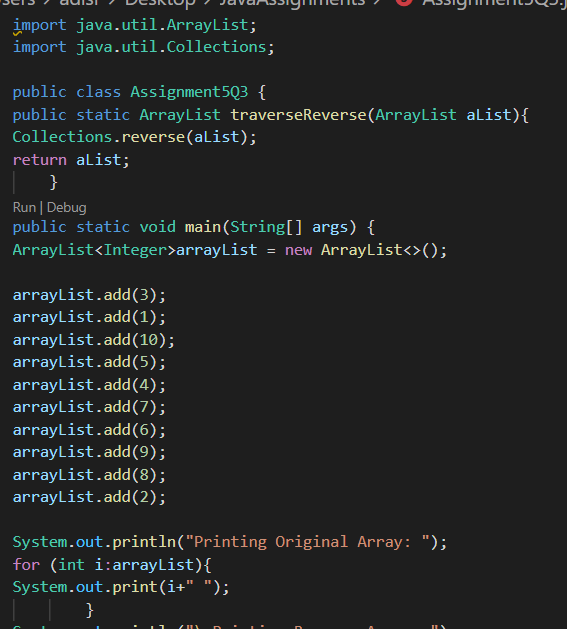 Desktop > JavaAssignments >
import java.util.ArrayList;
import java.util.Collections;
public class Assignment5Q3 {
public static ArrayList traverseReverse(ArrayList aList){
Collections.reverse(aList);
return aList;
}
Run | Debug
public static void main(String[] args) {
ArrayList<Integer>arrayList = new ArrayList<>();
arrayList.add(3);
arrayList.add(1);
arrayList.add(10);
arrayList.add(5);
arrayList.add(4);
arrayList.add(7);
arrayList.add(6);
arrayList.add(9);
arrayList.add(8);
arrayList.add(2);
System.out.println("Printing Original Array: ");
for (int i:arrayList){
System.out.print(i+" ");
}